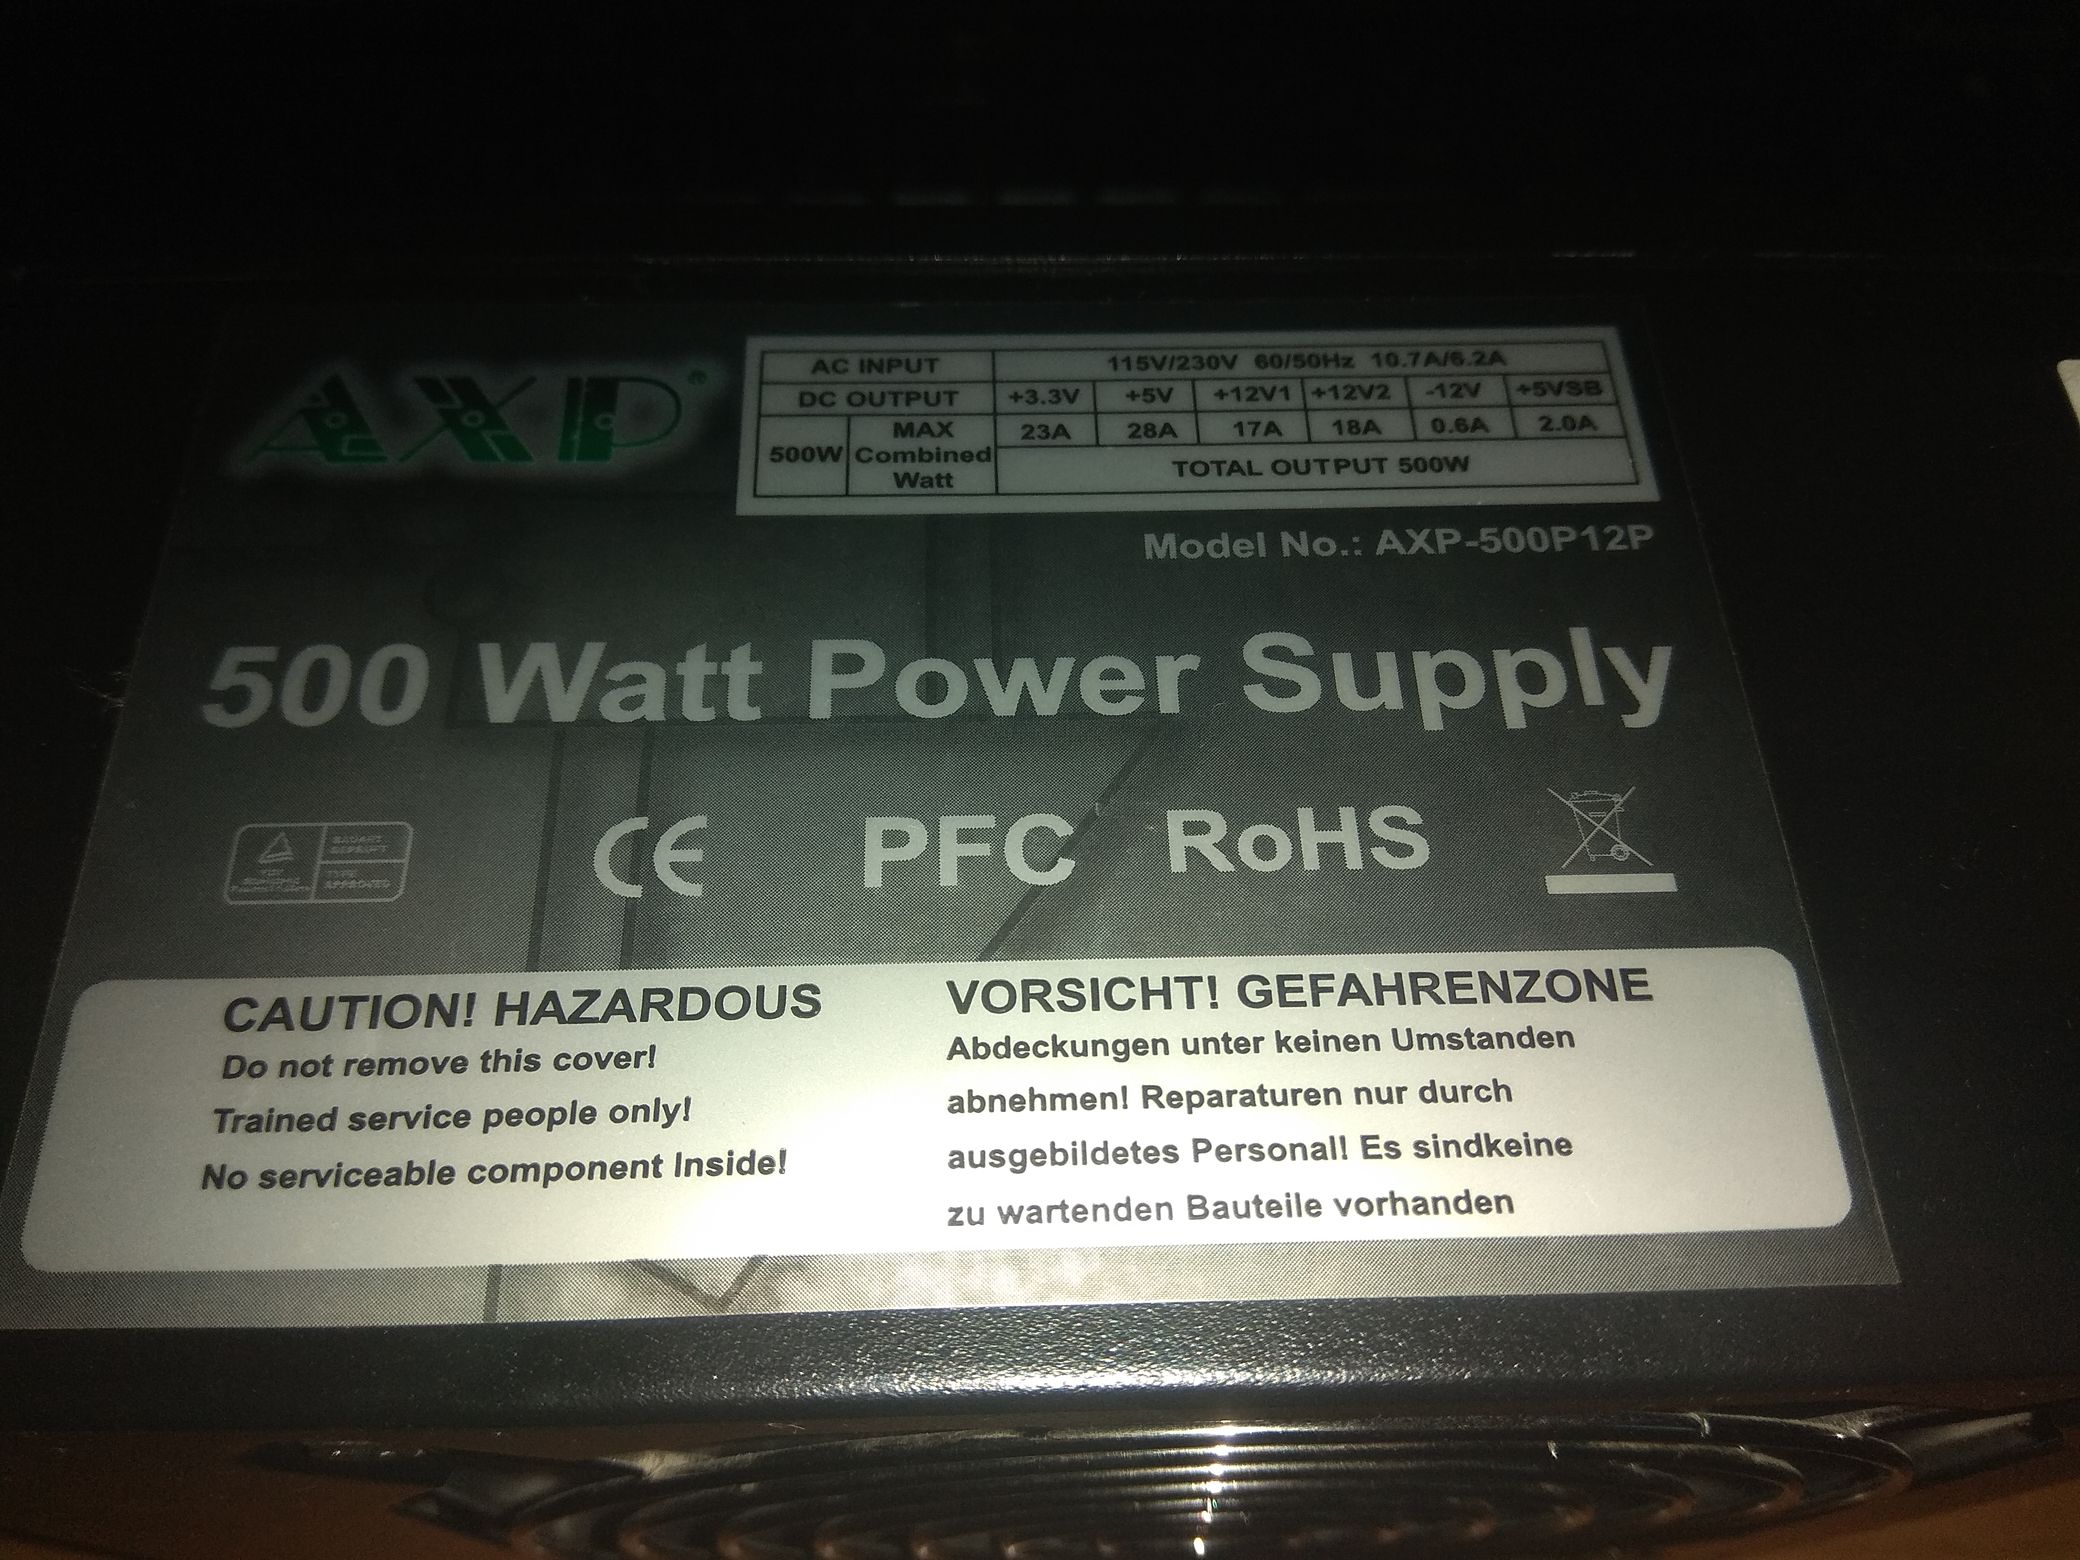 AXP®
AC INPUT 115V/230V 60/50Hz 10.7A/6.2A
DC OUTPUT +3.3V +5V +12V1 +12V2 -12V +5VSB
500W MAX Combined Watt 23A 28A 17A 18A 0.6A 2.0A
TOTAL OUTPUT 500W
Model No.: AXP-500P12P
500 Watt Power Supply
BAUART
GEPRÜFT
TYPE
APPROVED
CE PFC RoHS
CAUTION! HAZARDOUS
Do not remove this cover!
Trained service people only!
No serviceable component Inside!
VORSICHT! GEFAHRENZONE
Abdeckungen unter keinen Umstanden
abnehmen! Reparaturen nur durch
ausgebildetes Personal! Es sindkeine
zu wartenden Bauteile vorhanden